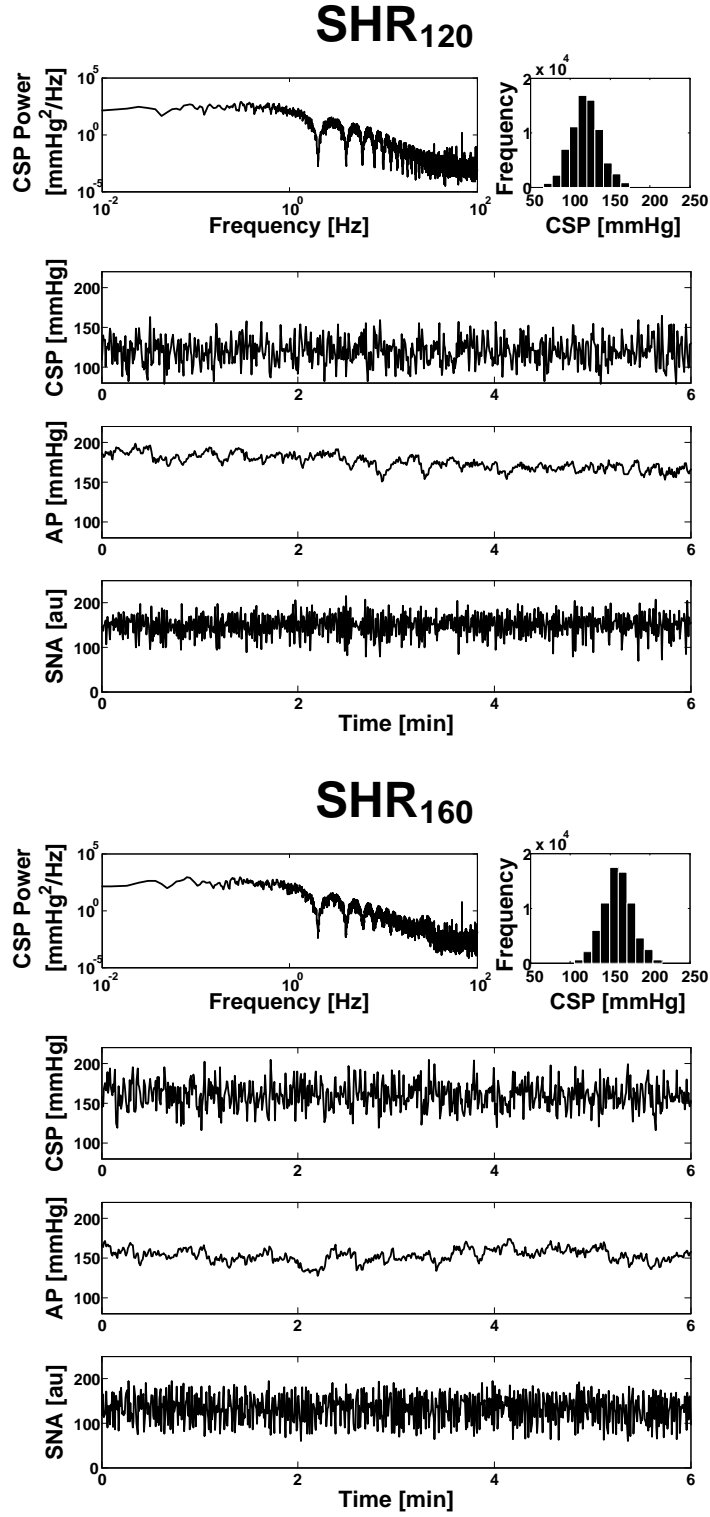 SHR120
CSP Power
[mmHg2/Hz]
10^5
10^0
10^-5
10^-2
10^0
10^2
Frequency [Hz]
Frequency
2 x 10^4
1
0
50 100 150 200 250
CSP [mmHg]
CSP [mmHg]
200
150
100
0 2 4 6
AP [mmHg]
200
150
100
0 2 4 6
SNA [au]
200
100
0
0 2 4 6
Time [min]
SHR160
CSP Power
[mmHg2/Hz]
10^5
10^0
10^-5
10^-2
10^0
10^2
Frequency [Hz]
Frequency
2 x 10^4
1
0
50 100 150 200 250
CSP [mmHg]
CSP [mmHg]
200
150
100
0 2 4 6
AP [mmHg]
200
150
100
0 2 4 6
SNA [au]
200
100
0
0 2 4 6
Time [min]